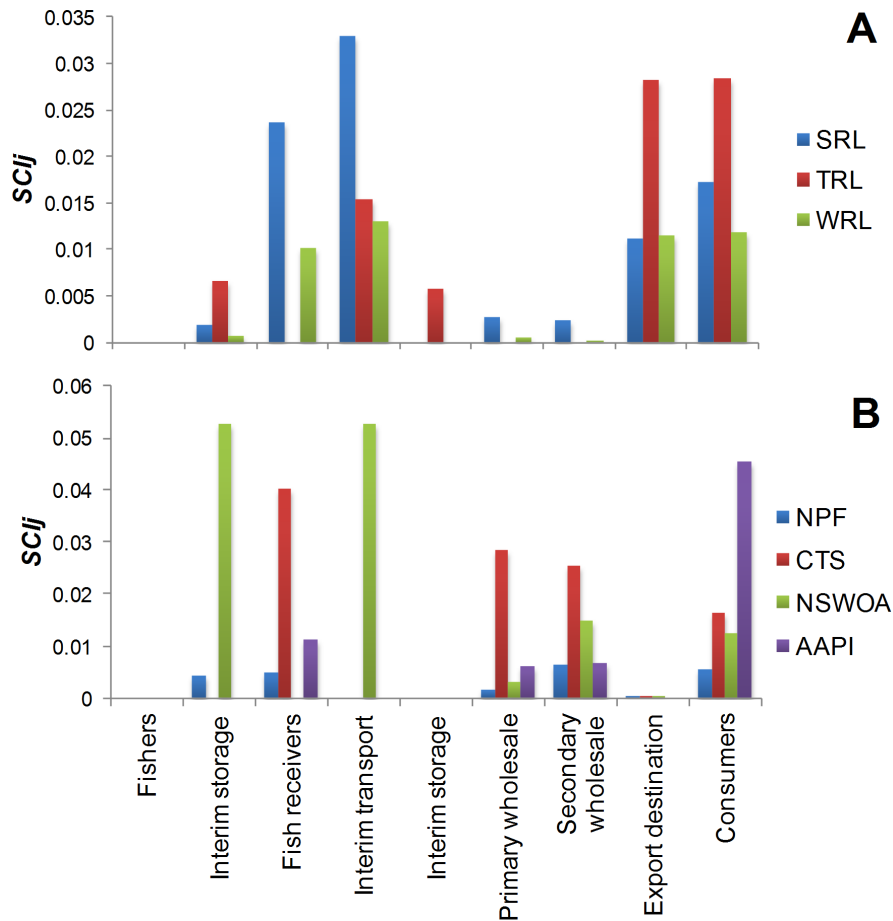 A
0.035
0.03
0.025
0.02
0.015
0.01
0.005
0
SCIj
SRL
TRL
WRL
B
0.06
0.05
0.04
0.03
0.02
0.01
0
SCIj
NPF
CTS
NSWOA
AAPI
Fishers
Interim storage
Fish receivers
Interim transport
Interim storage
Primary wholesale
Secondary
wholesale
Export destination
Consumers